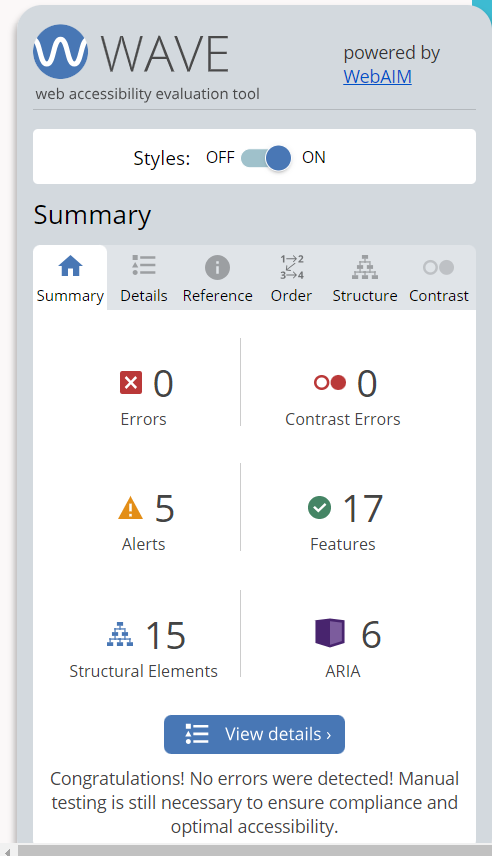 WAVE
powered by
WebAIM
web accessibility evaluation tool
Styles: OFF ON
Summary
1 2
3 4
Summary Details Reference Order Structure Contrast
0 0
Errors Contrast Errors
5 17
Alerts Features
15 6
Structural Elements ARIA
View details ›
Congratulations! No errors were detected! Manual
testing is still necessary to ensure compliance and
optimal accessibility.